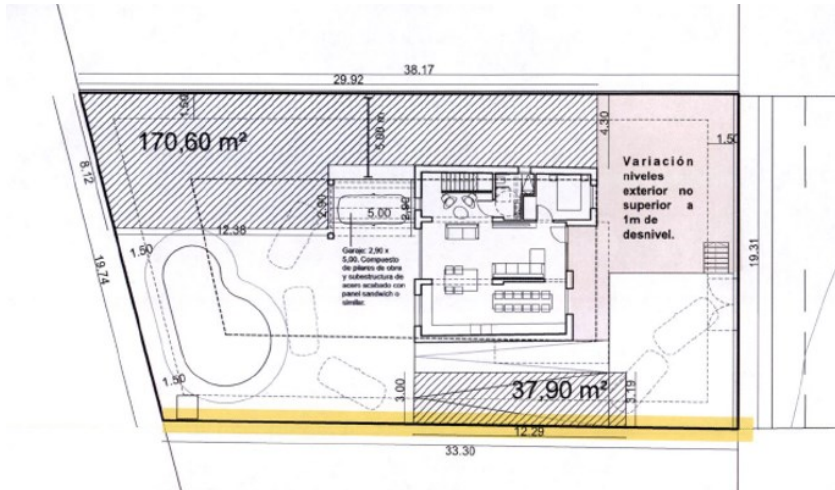 38.17
29.92
1.50
170,60 m²
5.00 m
4.30
1.50
Variación
niveles
exterior no
superior a
1m de
desnivel.
8.12
2.90
5.00
2.90
12.38
19.74
1.50
Garaje: 2,90 x
5,00. Compuesto
de pilares de obra
y subestructura de
acero acabado con
panel sandwich o
similar.
19.31
1.50
3.00
37,90 m²
3.19
12.29
33.30